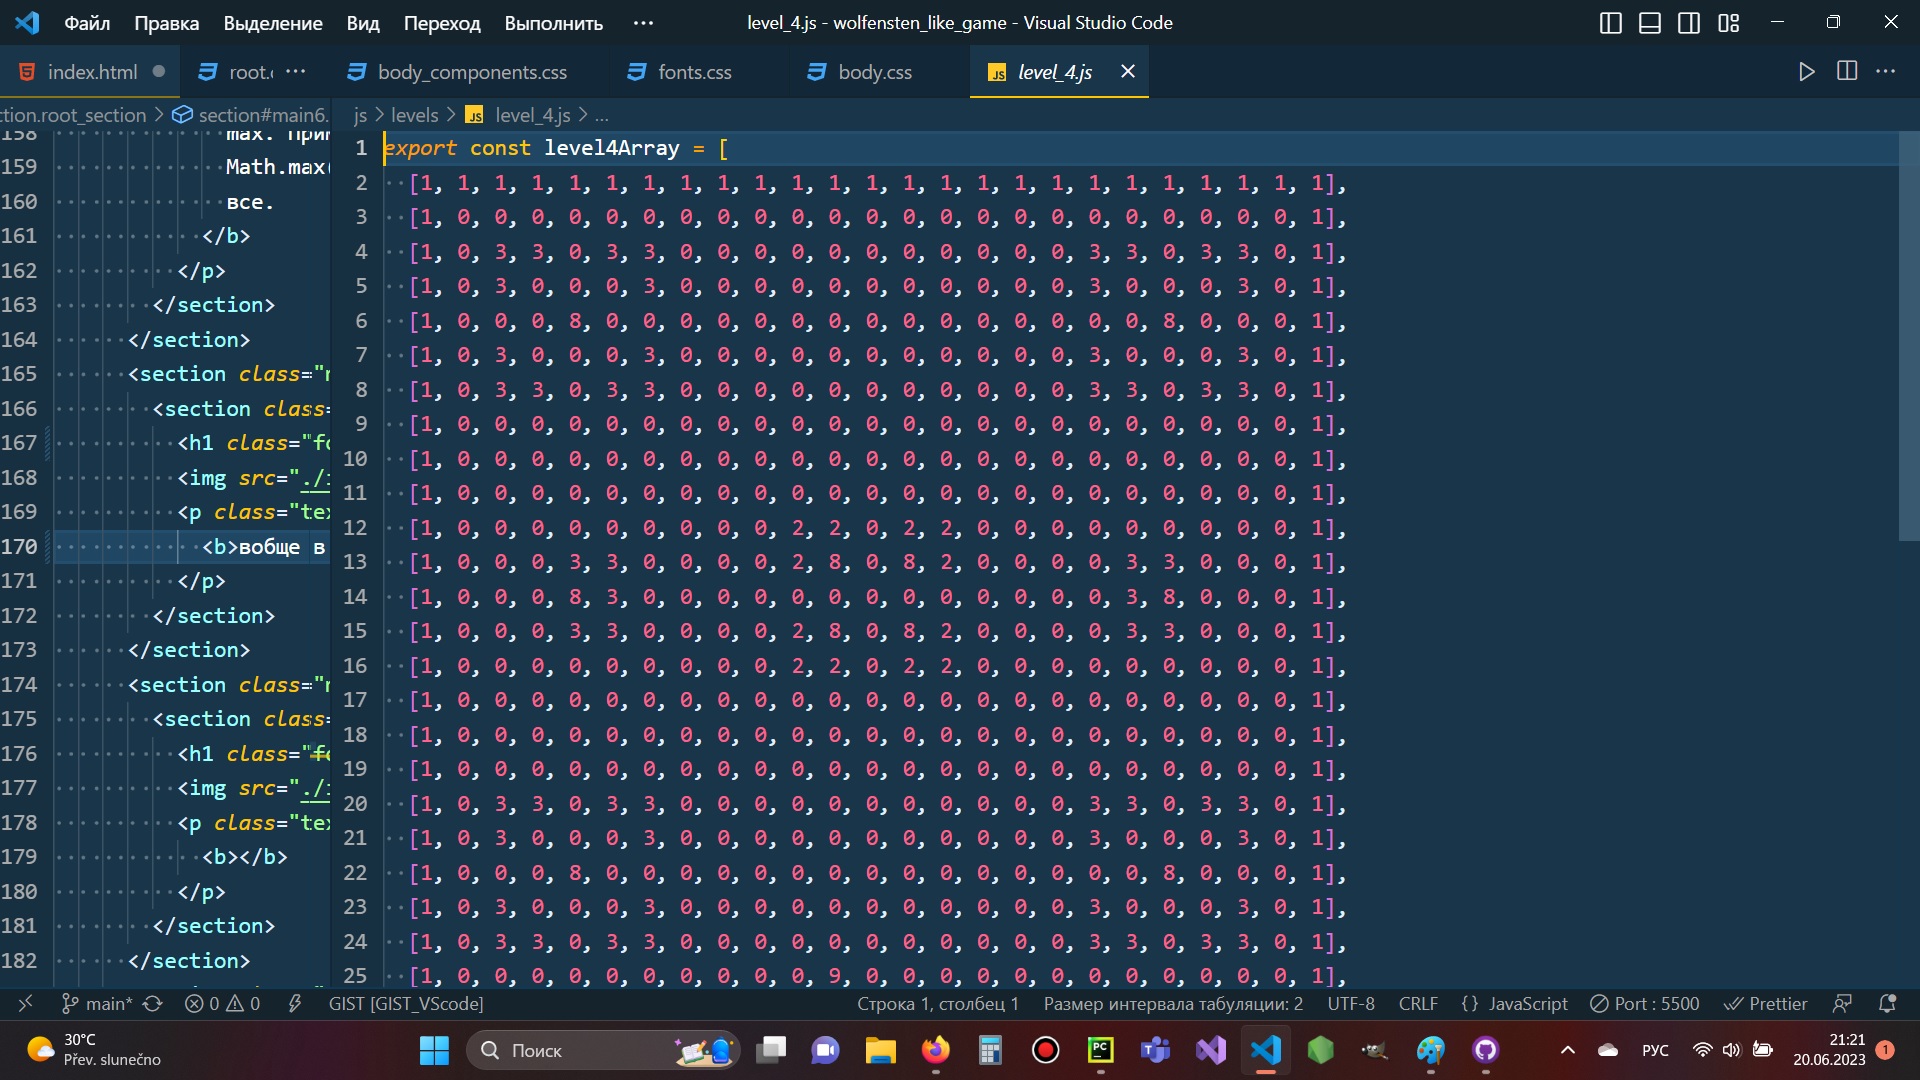 Файл Правка Выделение Вид Переход Выполнить ···
level_4.js - wolfensten_like_game - Visual Studio Code
index.html
root.c ···
body_components.css
fonts.css
body.css
level_4.js
ction.root_section > section#main6.
js > levels > level_4.js > ...
158 max. При
159 Math.max(
160 все.
161 </b>
162 </p>
163 </section>
164 </section>
165 <section class="
166 <section class=
167 <h1 class="fo
168 <img src="./
169 <p class="te
170 <b>вобще в
171 </p>
172 </section>
173 </section>
174 <section class="
175 <section class=
176 <h1 class="fo
177 <img src="./
178 <p class="te
179 <b></b>
180 </p>
181 </section>
182 </section>
1 export const level4Array = [
2 [1, 1, 1, 1, 1, 1, 1, 1, 1, 1, 1, 1, 1, 1, 1, 1, 1, 1, 1, 1, 1, 1, 1, 1, 1],
3 [1, 0, 0, 0, 0, 0, 0, 0, 0, 0, 0, 0, 0, 0, 0, 0, 0, 0, 0, 0, 0, 0, 0, 0, 1],
4 [1, 0, 3, 3, 0, 3, 3, 0, 0, 0, 0, 0, 0, 0, 0, 0, 0, 0, 3, 3, 0, 3, 3, 0, 1],
5 [1, 0, 3, 0, 0, 0, 3, 0, 0, 0, 0, 0, 0, 0, 0, 0, 0, 0, 3, 0, 0, 0, 3, 0, 1],
6 [1, 0, 0, 0, 8, 0, 0, 0, 0, 0, 0, 0, 0, 0, 0, 0, 0, 0, 0, 0, 8, 0, 0, 0, 1],
7 [1, 0, 3, 0, 0, 0, 3, 0, 0, 0, 0, 0, 0, 0, 0, 0, 0, 0, 3, 0, 0, 0, 3, 0, 1],
8 [1, 0, 3, 3, 0, 3, 3, 0, 0, 0, 0, 0, 0, 0, 0, 0, 0, 0, 3, 3, 0, 3, 3, 0, 1],
9 [1, 0, 0, 0, 0, 0, 0, 0, 0, 0, 0, 0, 0, 0, 0, 0, 0, 0, 0, 0, 0, 0, 0, 0, 1],
10 [1, 0, 0, 0, 0, 0, 0, 0, 0, 0, 0, 0, 0, 0, 0, 0, 0, 0, 0, 0, 0, 0, 0, 0, 1],
11 [1, 0, 0, 0, 0, 0, 0, 0, 0, 0, 0, 0, 0, 0, 0, 0, 0, 0, 0, 0, 0, 0, 0, 0, 1],
12 [1, 0, 0, 0, 0, 0, 0, 0, 0, 0, 2, 2, 0, 2, 2, 0, 0, 0, 0, 0, 0, 0, 0, 0, 1],
13 [1, 0, 0, 0, 3, 3, 0, 0, 0, 0, 2, 8, 0, 8, 2, 0, 0, 0, 0, 3, 3, 0, 0, 0, 1],
14 [1, 0, 0, 0, 8, 3, 0, 0, 0, 0, 0, 0, 0, 0, 0, 0, 0, 0, 0, 3, 8, 0, 0, 0, 1],
15 [1, 0, 0, 0, 3, 3, 0, 0, 0, 0, 2, 8, 0, 8, 2, 0, 0, 0, 0, 3, 3, 0, 0, 0, 1],
16 [1, 0, 0, 0, 0, 0, 0, 0, 0, 0, 2, 2, 0, 2, 2, 0, 0, 0, 0, 0, 0, 0, 0, 0, 1],
17 [1, 0, 0, 0, 0, 0, 0, 0, 0, 0, 0, 0, 0, 0, 0, 0, 0, 0, 0, 0, 0, 0, 0, 0, 1],
18 [1, 0, 0, 0, 0, 0, 0, 0, 0, 0, 0, 0, 0, 0, 0, 0, 0, 0, 0, 0, 0, 0, 0, 0, 1],
19 [1, 0, 0, 0, 0, 0, 0, 0, 0, 0, 0, 0, 0, 0, 0, 0, 0, 0, 0, 0, 0, 0, 0, 0, 1],
20 [1, 0, 3, 3, 0, 3, 3, 0, 0, 0, 0, 0, 0, 0, 0, 0, 0, 0, 3, 3, 0, 3, 3, 0, 1],
21 [1, 0, 3, 0, 0, 0, 3, 0, 0, 0, 0, 0, 0, 0, 0, 0, 0, 0, 3, 0, 0, 0, 3, 0, 1],
22 [1, 0, 0, 0, 8, 0, 0, 0, 0, 0, 0, 0, 0, 0, 0, 0, 0, 0, 0, 0, 8, 0, 0, 0, 1],
23 [1, 0, 3, 0, 0, 0, 3, 0, 0, 0, 0, 0, 0, 0, 0, 0, 0, 0, 3, 0, 0, 0, 3, 0, 1],
24 [1, 0, 3, 3, 0, 3, 3, 0, 0, 0, 0, 0, 0, 0, 0, 0, 0, 0, 3, 3, 0, 3, 3, 0, 1],
25 [1, 0, 0, 0, 0, 0, 0, 0, 0, 0, 0, 9, 0, 0, 0, 0, 0, 0, 0, 0, 0, 0, 0, 0, 1],
main* 0 0 GIST [GIST_VScode]
Строка 1, столбец 1 Размер интервала табуляции: 2 UTF-8 CRLF {} JavaScript Port : 5500 Prettier
30°C
Přev. slunečno
Поиск
РУС
21:21
20.06.2023
1